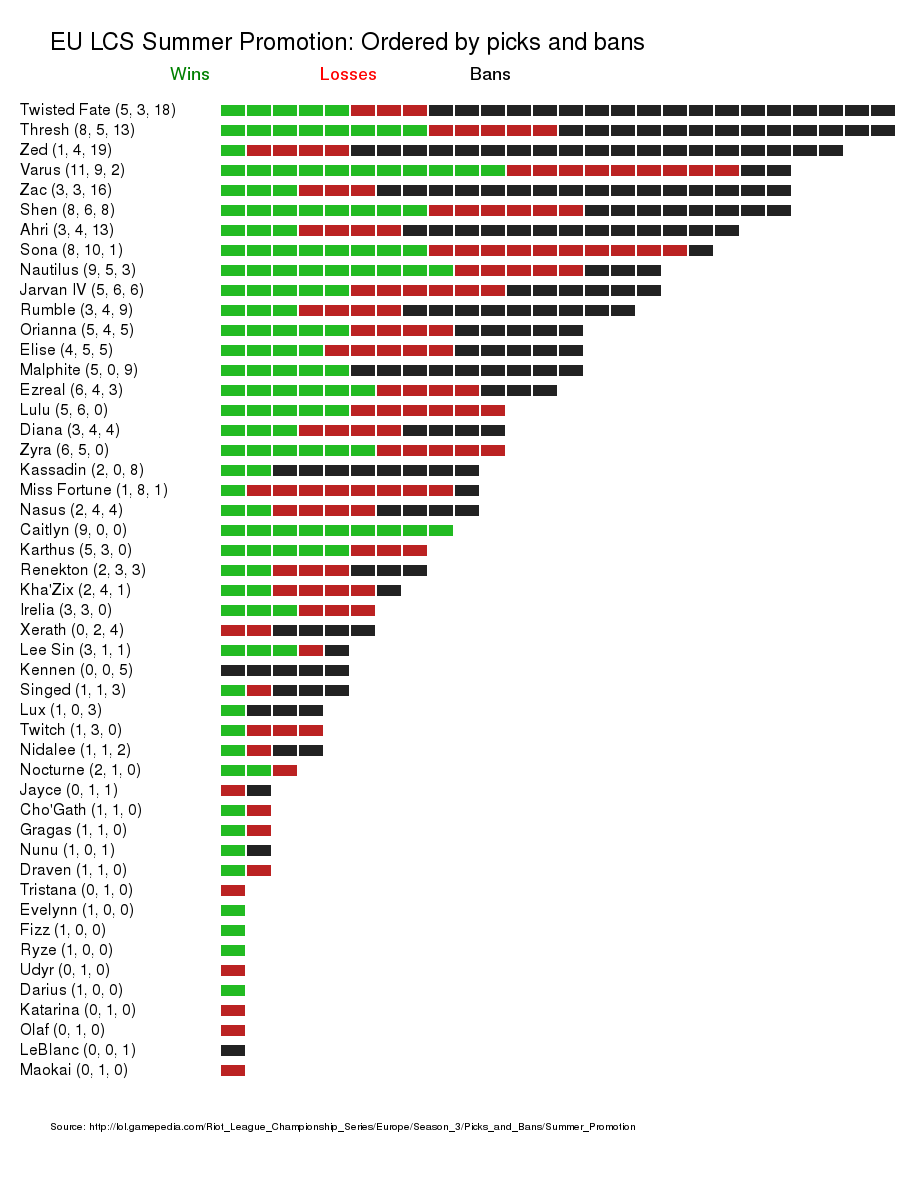 EU LCS Summer Promotion: Ordered by picks and bans
Wins Losses Bans
Twisted Fate (5, 3, 18)
Thresh (8, 5, 13)
Zed (1, 4, 19)
Varus (11, 9, 2)
Zac (3, 3, 16)
Shen (8, 6, 8)
Ahri (3, 4, 13)
Sona (8, 10, 1)
Nautilus (9, 5, 3)
Jarvan IV (5, 6, 6)
Rumble (3, 4, 9)
Orianna (5, 4, 5)
Elise (4, 5, 5)
Malphite (5, 0, 9)
Ezreal (6, 4, 3)
Lulu (5, 6, 0)
Diana (3, 4, 4)
Zyra (6, 5, 0)
Kassadin (2, 0, 8)
Miss Fortune (1, 8, 1)
Nasus (2, 4, 4)
Caitlyn (9, 0, 0)
Karthus (5, 3, 0)
Renekton (2, 3, 3)
Kha'Zix (2, 4, 1)
Irelia (3, 3, 0)
Xerath (0, 2, 4)
Lee Sin (3, 1, 1)
Kennen (0, 0, 5)
Singed (1, 1, 3)
Lux (1, 0, 3)
Twitch (1, 3, 0)
Nidalee (1, 1, 2)
Nocturne (2, 1, 0)
Jayce (0, 1, 1)
Cho'Gath (1, 1, 0)
Gragas (1, 1, 0)
Nunu (1, 0, 1)
Draven (1, 1, 0)
Tristana (0, 1, 0)
Evelynn (1, 0, 0)
Fizz (1, 0, 0)
Ryze (1, 0, 0)
Udyr (0, 1, 0)
Darius (1, 0, 0)
Katarina (0, 1, 0)
Olaf (0, 1, 0)
LeBlanc (0, 0, 1)
Maokai (0, 1, 0)
Source: http://lol.gamepedia.com/Riot_League_Championship_Series/Europe/Season_3/Picks_and_Bans/Summer_Promotion